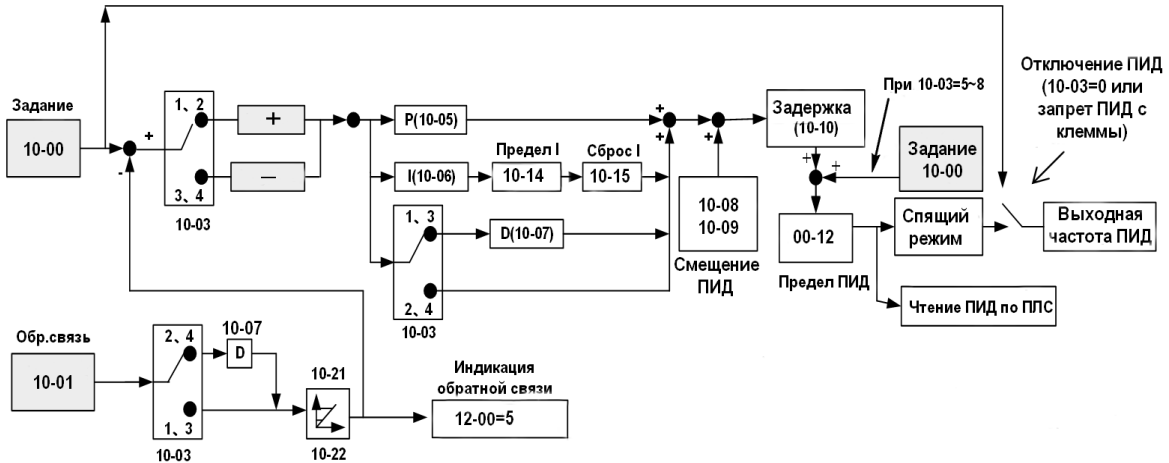 Задание
10-00
+
-
1、2
3、4
10-03
+
—
P(10-05)
I(10-06)
Предел I
10-14
Сброс I
10-15
1、3
2、4
10-03
D(10-07)
+
+
+
+
10-08
10-09
Смещение
ПИД
Задержка
(10-10)
+
+
При 10-03=5~8
Задание
10-00
00-12
Предел ПИД
Спящий
режим
Чтение ПИД по ПЛС
Отключение ПИД
(10-03=0 или
запрет ПИД с
клеммы)
Выходная
частота ПИД
Обр.связь
10-01
2、4
1、3
10-03
10-07
D
10-21
10-22
Индикация
обратной связи
12-00=5